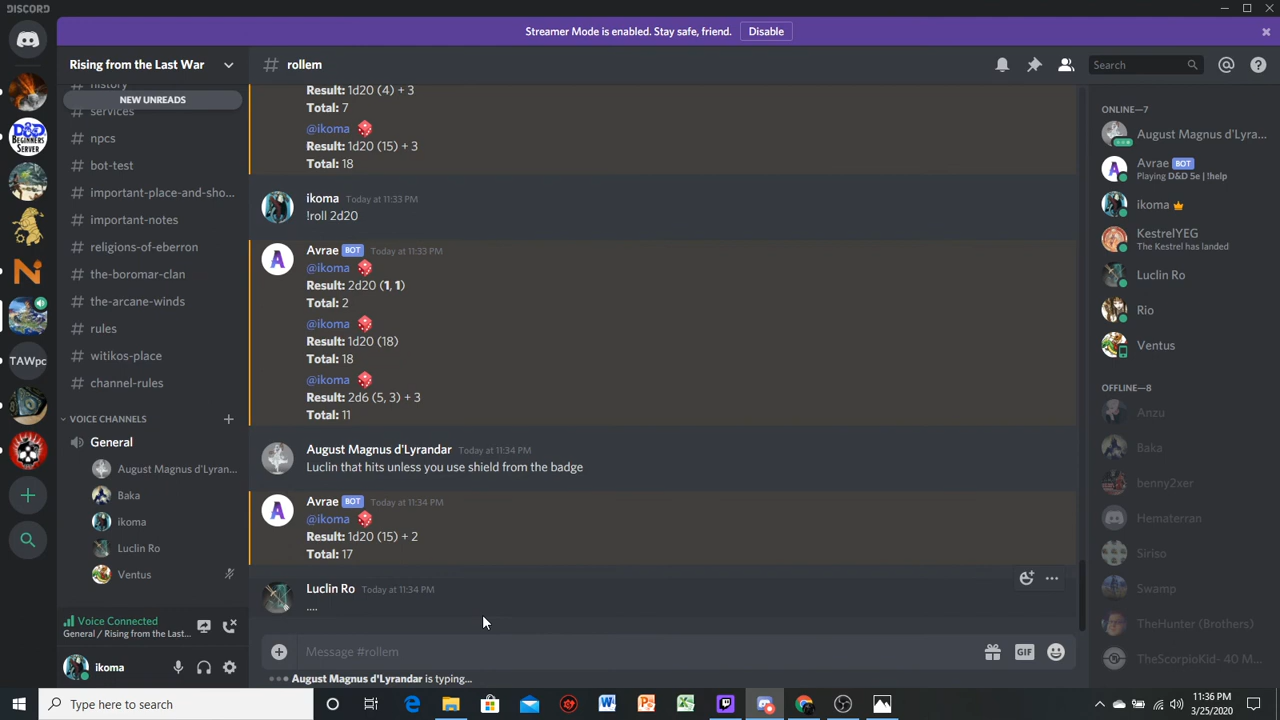 DISCORD
Streamer Mode is enabled. Stay safe, friend.
Disable
Rising from the Last War
# rollem
Search
history
NEW UNREADS
services
# npcs
# bot-test
# important-place-and-sho...
# important-notes
# religions-of-eberron
# the-boromar-clan
# the-arcane-winds
# rules
# witikos-place
# channel-rules
VOICE CHANNELS
General
August Magnus d'Lyran...
Baka
ikoma
Luclin Ro
Ventus
Voice Connected
General / Rising from the Last...
ikoma
TAWpc
D&D
BEGINNERS
SERVER
Result: 1d20 (4) + 3
Total: 7
@ikoma
Result: 1d20 (15) + 3
Total: 18
ikoma Today at 11:33 PM
!roll 2d20
Avrae BOT Today at 11:33 PM
@ikoma
Result: 2d20 (1, 1)
Total: 2
@ikoma
Result: 1d20 (18)
Total: 18
@ikoma
Result: 2d6 (5, 3) + 3
Total: 11
August Magnus d'Lyrandar Today at 11:34 PM
Luclin that hits unless you use shield from the badge
Avrae BOT Today at 11:34 PM
@ikoma
Result: 1d20 (15) + 2
Total: 17
Luclin Ro Today at 11:34 PM
....
Message #rollem
GIF
August Magnus d'Lyrandar is typing...
ONLINE—7
August Magnus d'Lyra...
Avrae BOT
Playing D&D 5e | !help
ikoma
KestrelYEG
The Kestrel has landed
Luclin Ro
Rio
Ventus
OFFLINE—8
Anzu
Baka
benny2xer
Hematerran
Siriso
Swamp
TheHunter (Brothers)
TheScorpioKid- 40 M...
Type here to search
11:36 PM
3/25/2020